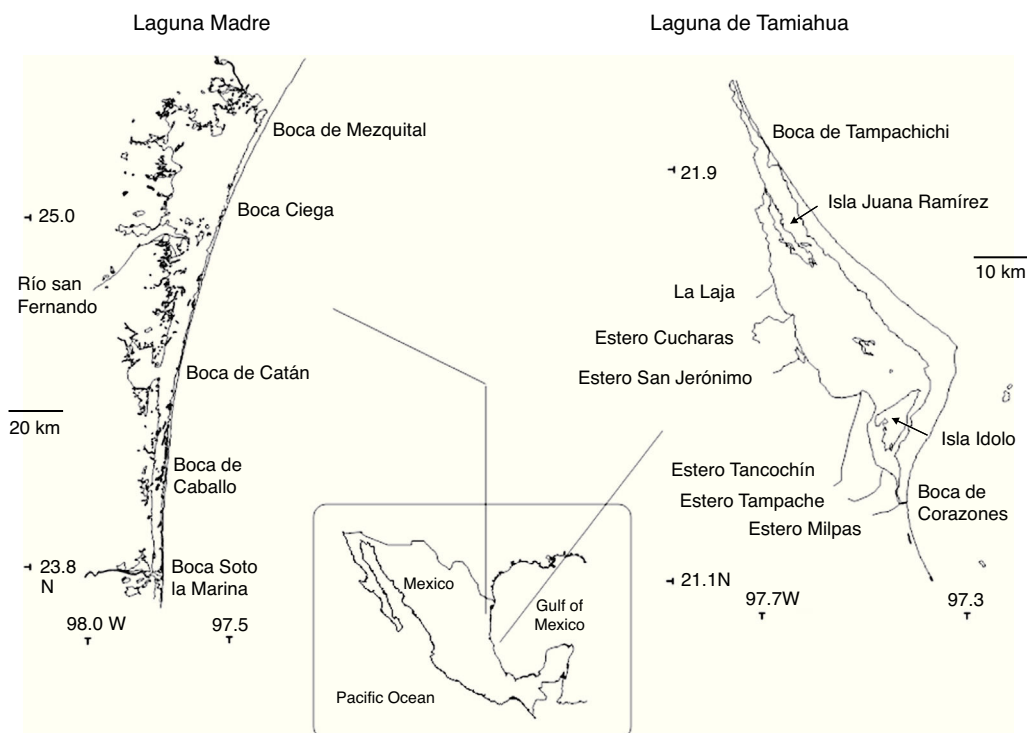 Laguna Madre
Boca de Mezquital
25.0
Boca Ciega
Río san
Fernando
Boca de Catán
20 km
Boca de
Caballo
23.8
N
Boca Soto
la Marina
98.0 W
97.5
Laguna de Tamiahua
Boca de Tampachichi
21.9
Isla Juana Ramírez
10 km
La Laja
Estero Cucharas
Estero San Jerónimo
Isla Idolo
Estero Tancochín
Estero Tampache
Boca de
Corazones
Estero Milpas
21.1N
97.7W
97.3
Mexico
Gulf of
Mexico
Pacific Ocean